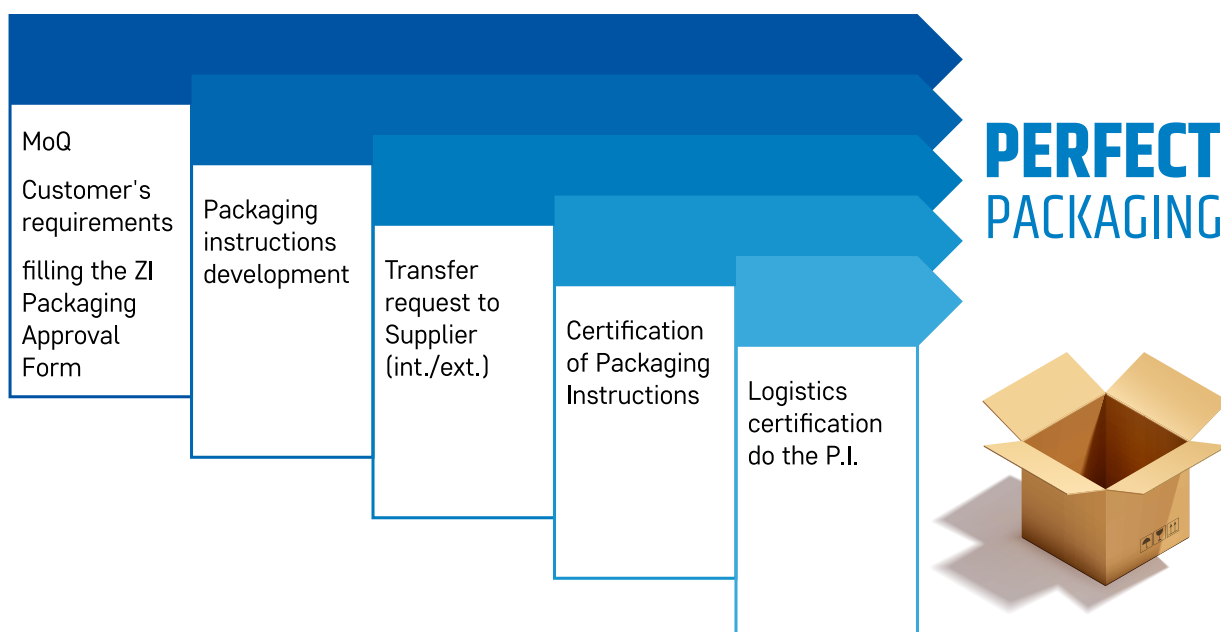 MoQ
Customer's
requirements
filling the ZI
Packaging
Approval
Form
Packaging
instructions
development
Transfer
request to
Supplier
(int./ext.)
Certification
of Packaging
Instructions
Logistics
certification
do the P.I.
PERFECT
PACKAGING